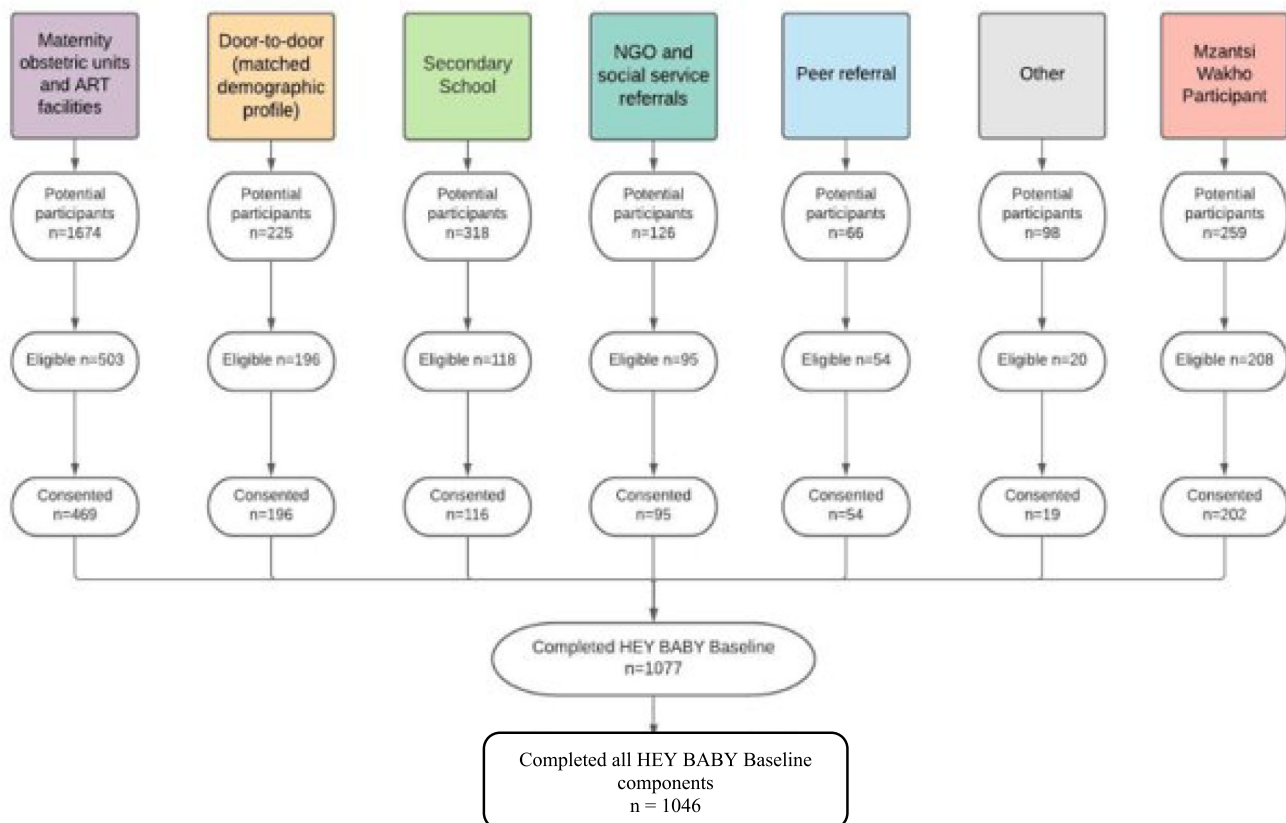 Maternity
obstetric units
and ART
facilities
Door-to-door
(matched
demographic
profile)
Secondary
School
NGO and
social service
referrals
Peer referral
Other
Mzantsi
Wakho
Participant
Potential
participants
n=1674
Potential
participants
n=225
Potential
participants
n=318
Potential
participants
n=126
Potential
participants
n=66
Potential
participants
n=98
Potential
participants
n=259
Eligible n=503
Eligible n=196
Eligible n=118
Eligible n=95
Eligible n=54
Eligible n=20
Eligible n=208
Consented
n=469
Consented
n=196
Consented
n=116
Consented
n=95
Consented
n=54
Consented
n=19
Consented
n=202
Completed HEY BABY Baseline
n=1077
Completed all HEY BABY Baseline
components
n = 1046